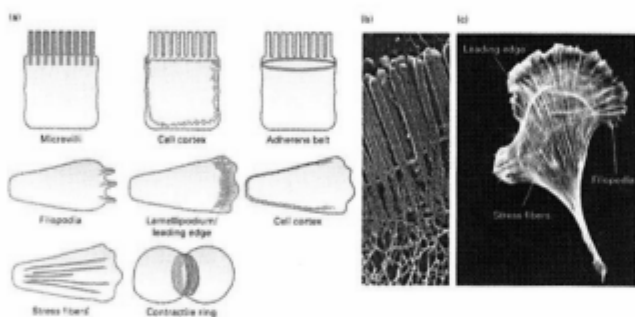 (a)
Microvilli
Cell cortex
Adherens belt
Filopodia
Lamellipodium/
leading edge
Cell cortex
Stress fibers
Contractile ring
(b)
(c)
Leading edge
Filopodia
Stress fibers